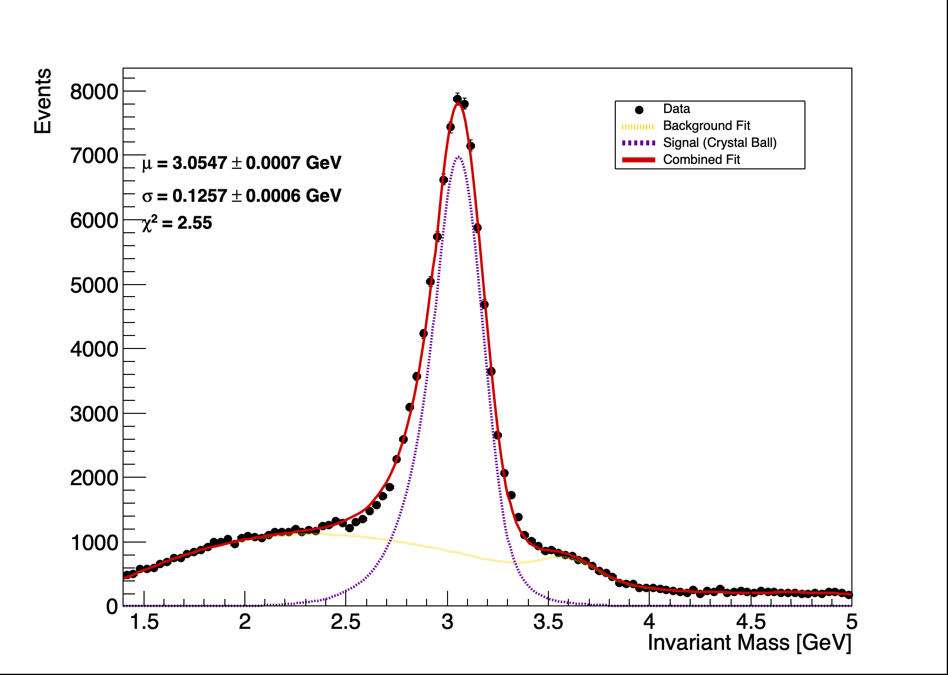 Events
8000
7000
6000
5000
4000
3000
2000
1000
0
μ = 3.0547 ± 0.0007 GeV
σ = 0.1257 ± 0.0006 GeV
χ² = 2.55
Data
Background Fit
Signal (Crystal Ball)
Combined Fit
1.5 2 2.5 3 3.5 4 4.5 5
Invariant Mass [GeV]